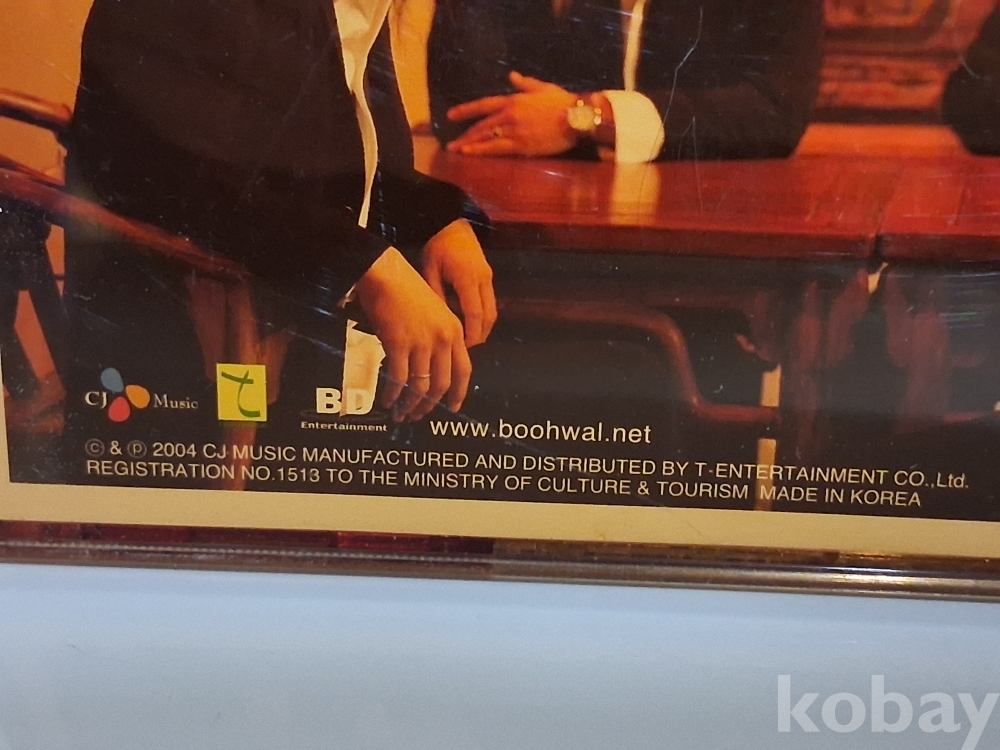 CJ Music
t
BD
Entertainment
www.boohwal.net
© & ℗ 2004 CJ MUSIC MANUFACTURED AND DISTRIBUTED BY T-ENTERTAINMENT CO.,Ltd.
REGISTRATION NO.1513 TO THE MINISTRY OF CULTURE & TOURISM MADE IN KOREA
kobay